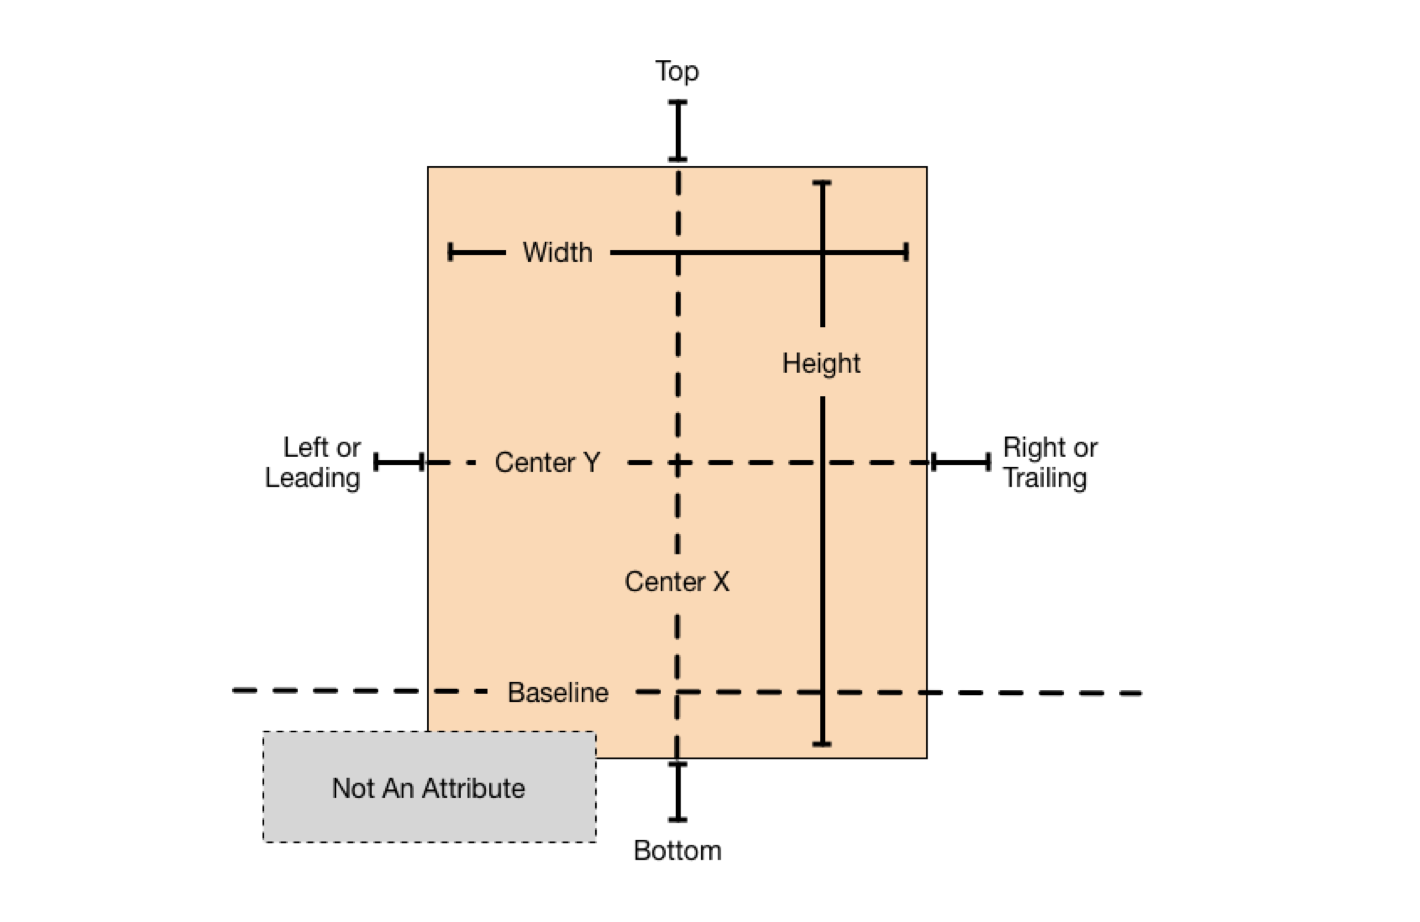 Top
Width
Height
Left or
Leading
Center Y
Right or
Trailing
Center X
Baseline
Not An Attribute
Bottom